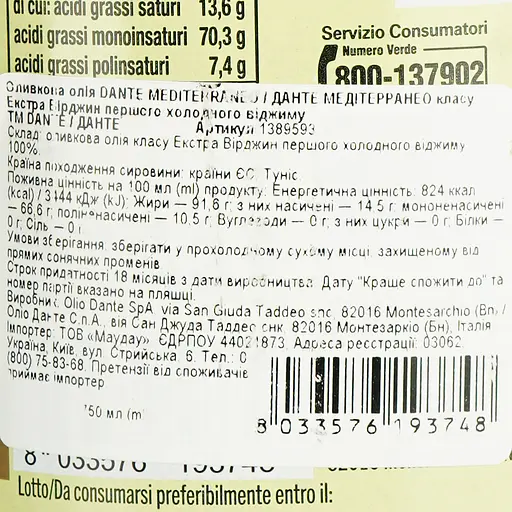 di cui: acidi grassi saturi 13,6 g
acidi grassi monoinsaturi 70,3 g
acidi grassi polinsaturi 7,4 g
Servizio Consumatori
Numero Verde
800-137902
Оливкова олія DANTE MEDITERRANEO / ДАНТЕ МЕДІТЕРРАНЕО класу
Екстра Вірджин першого холодного віджиму
TM DANTE / ДАНТЕ Артикул 1389593
Склад: оливкова олія класу Екстра Вірджин першого холодного віджиму
100%.
Країна походження сировини: країни ЄС, Туніс.
Поживна цінність на 100 мл (ml) продукту: Енергетична цінність: 824 ккал
(kcal) / 3144 кДж (kJ); Жири – 91,6 г; з них насичені – 14,5 г; мононенасичені
– 66,6 г; поліненасичені – 10,5 г; Вуглеводи – 0 г; з них цукри – 0 г; Білки –
0 г; Сіль – 0 г.
Умови зберігання: зберігати у прохолодному сухому місці, захищеному від
прямих сонячних променів.
Строк придатності 18 місяців з дати виробництва. Дату "Краще спожити до" та
номер партії вказано на пляшці.
Виробник: Olio Dante SpA, via San Giuda Taddeo snc, 82016 Montesarchio (Bn) /
Оліо Данте С.п.А., вія Сан Джуда Таддео снк, 82016 Монтезаркіо (Бн), Італія
Імпортер: ТОВ «Маудау», ЄДРПОУ 44021873. Адреса реєстрації: 03062,
Україна, Київ, вул. Стрийська, 6. Тел.: 0
(800) 75-83-68. Претензії від споживачів
приймає імпортер
750 мл (ml)
8 033576 193748
8 033576 193748
Lotto/Da consumarsi preferibilmente entro il: